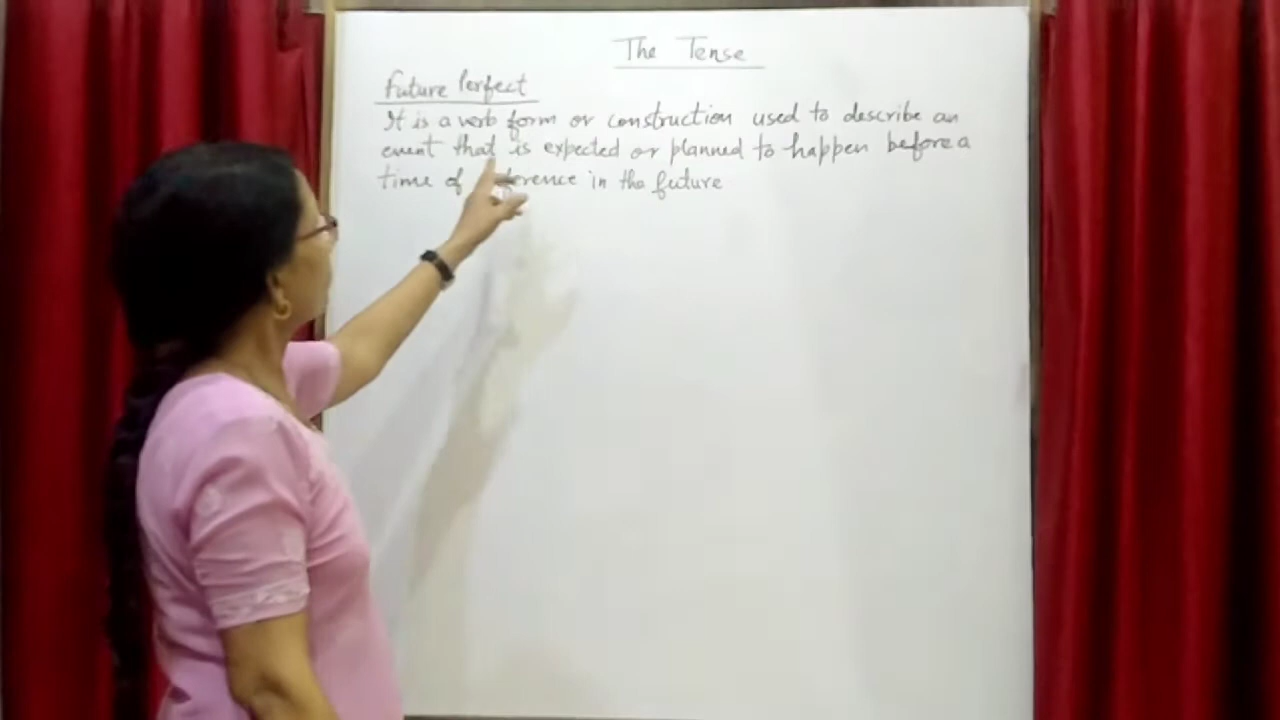 The Tense
Future Perfect
It is a verb form or construction used to describe an
event that is expected or planned to happen before a
time of reference in the future